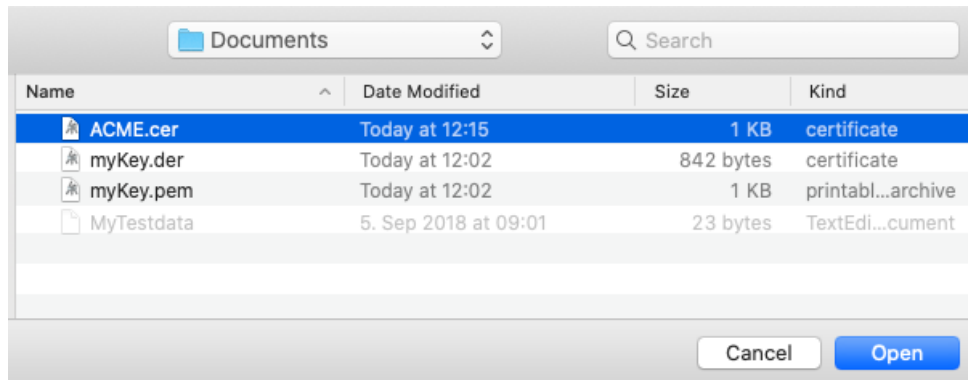 Documents Search
Name Date Modified Size Kind
ACME.cer Today at 12:15 1 KB certificate
myKey.der Today at 12:02 842 bytes certificate
myKey.pem Today at 12:02 1 KB printabl...archive
MyTestdata 5. Sep 2018 at 09:01 23 bytes TextEdi...cument
Cancel Open